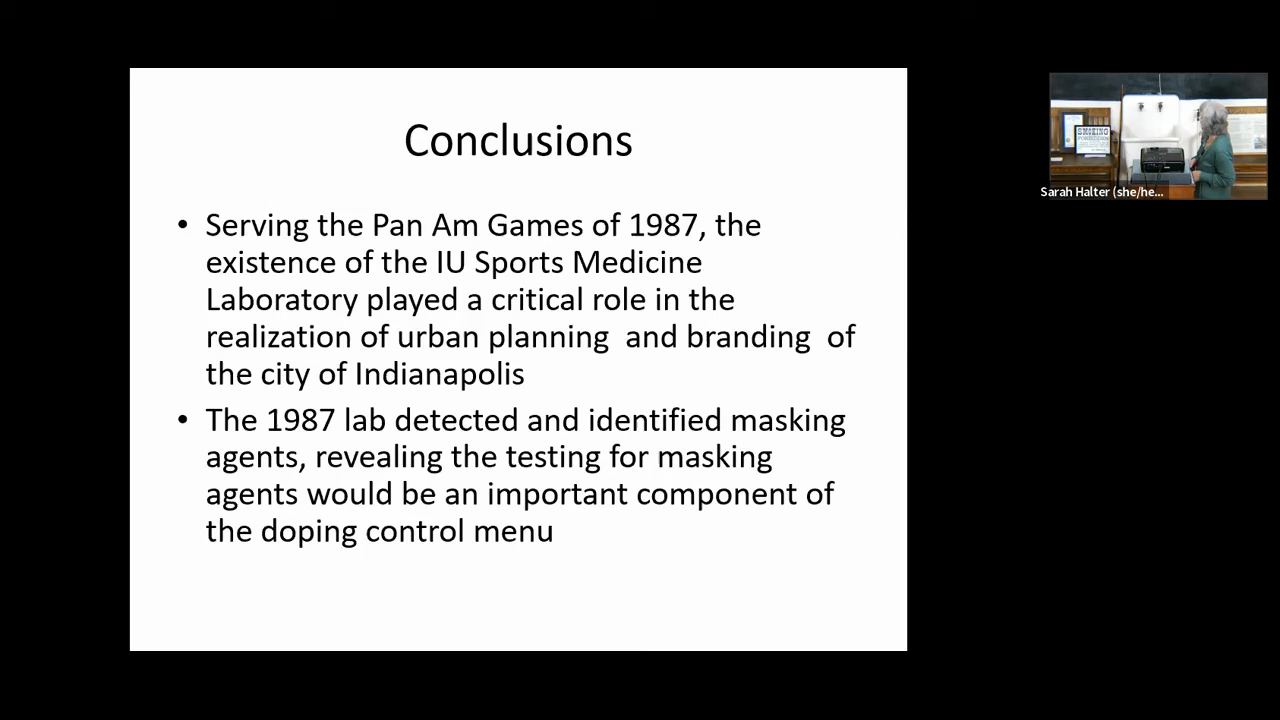 Conclusions
• Serving the Pan Am Games of 1987, the
existence of the IU Sports Medicine
Laboratory played a critical role in the
realization of urban planning  and branding  of
the city of Indianapolis
• The 1987 lab detected and identified masking
agents, revealing the testing for masking
agents would be an important component of
the doping control menu
SMOKING
Sarah Halter (she/he...